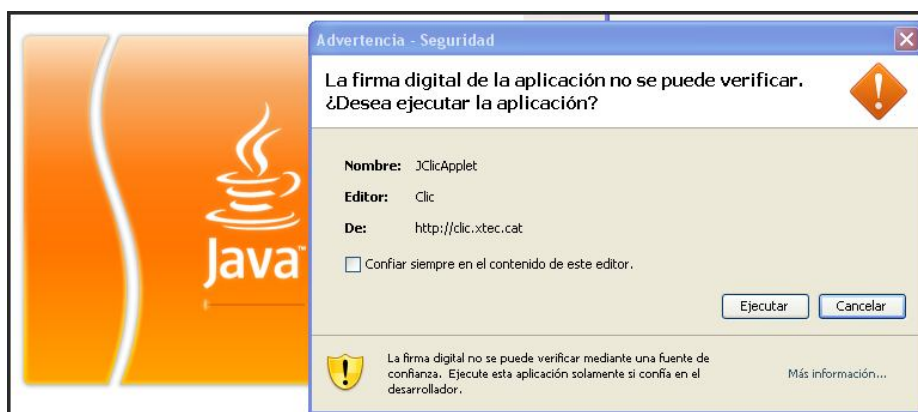 Advertencia - Seguridad
La firma digital de la aplicación no se puede verificar.
¿Desea ejecutar la aplicación?
Nombre: JClicApplet
Editor: Clic
De: http://clic.xtec.cat
Confiar siempre en el contenido de este editor.
Java™
Ejecutar Cancelar
La firma digital no se puede verificar mediante una fuente de
confianza. Ejecute esta aplicación solamente si confía en el
desarrollador.
Más información...